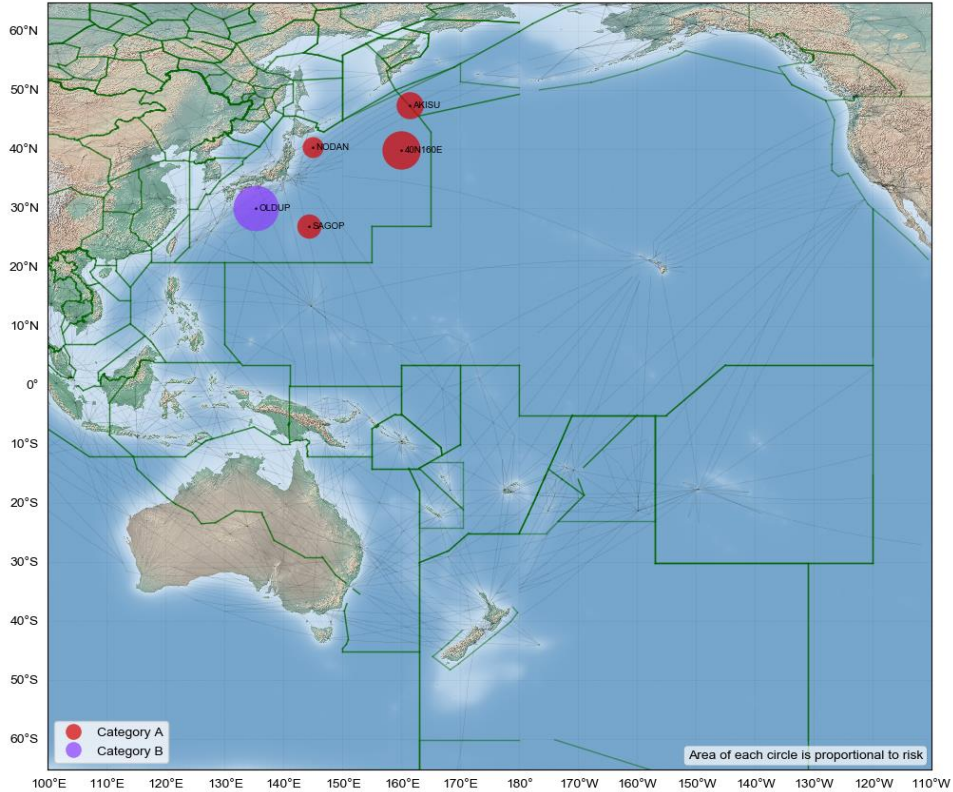 60°N
50°N
40°N
30°N
20°N
10°N
0°
10°S
20°S
30°S
40°S
50°S
60°S
AKISU
NODAN
40N160E
OLDUP
SAGOP
Category A
Category B
Area of each circle is proportional to risk
100°E 110°E 120°E 130°E 140°E 150°E 160°E 170°E 180° 170°W 160°W 150°W 140°W 130°W 120°W 110°W